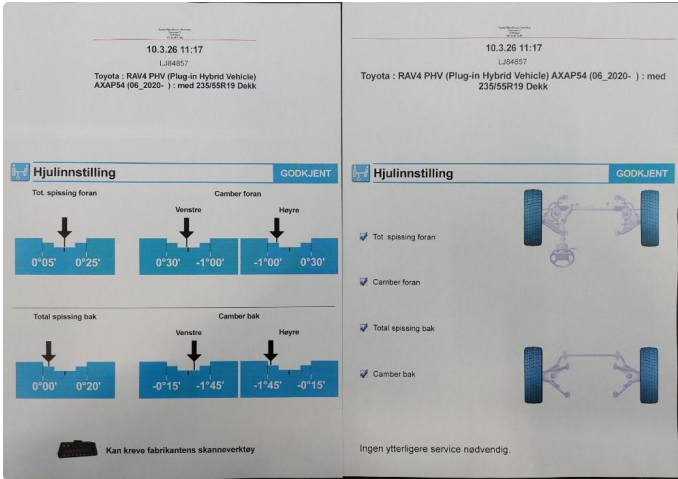 10.3.26 11:17
LJ84857
Toyota : RAV4 PHV (Plug-in Hybrid Vehicle)
AXAP54 (06_2020- ) : med 235/55R19 Dekk
Hjulinnstilling
GODKJENT
Tot. spissing foran
Camber foran
Venstre
Høyre
0°05' 0°25'
0°30' -1°00'
-1°00' 0°30'
Total spissing bak
Camber bak
Venstre
Høyre
0°00' 0°20'
-0°15' -1°45'
-1°45' -0°15'
Kan kreve fabrikantens skanneverktøy
10.3.26 11:17
LJ84857
Toyota : RAV4 PHV (Plug-in Hybrid Vehicle) AXAP54 (06_2020- ) : med
235/55R19 Dekk
Hjulinnstilling
GODKJENT
Tot. spissing foran
Camber foran
Total spissing bak
Camber bak
Ingen ytterligere service nødvendig.